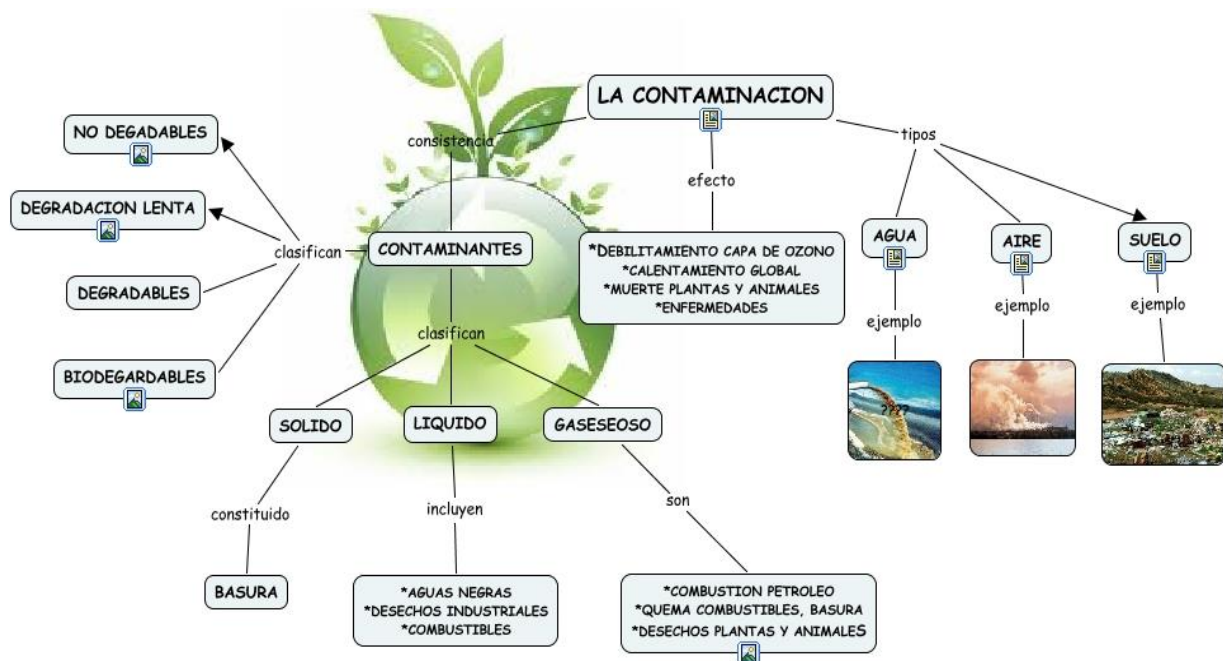 LA CONTAMINACION
consistencia
tipos
NO DEGADABLES
efecto
DEGRADACION LENTA
AGUA
AIRE
SUELO
clasifican
CONTAMINANTES
*DEBILITAMIENTO CAPA DE OZONO
*CALENTAMIENTO GLOBAL
*MUERTE PLANTAS Y ANIMALES
*ENFERMEDADES
DEGRADABLES
ejemplo
ejemplo
ejemplo
clasifican
BIODEGARDABLES
????
SOLIDO
LIQUIDO
GASESEOSO
constituido
incluyen
son
BASURA
*AGUAS NEGRAS
*DESECHOS INDUSTRIALES
*COMBUSTIBLES
*COMBUSTION PETROLEO
*QUEMA COMBUSTIBLES, BASURA
*DESECHOS PLANTAS Y ANIMALES